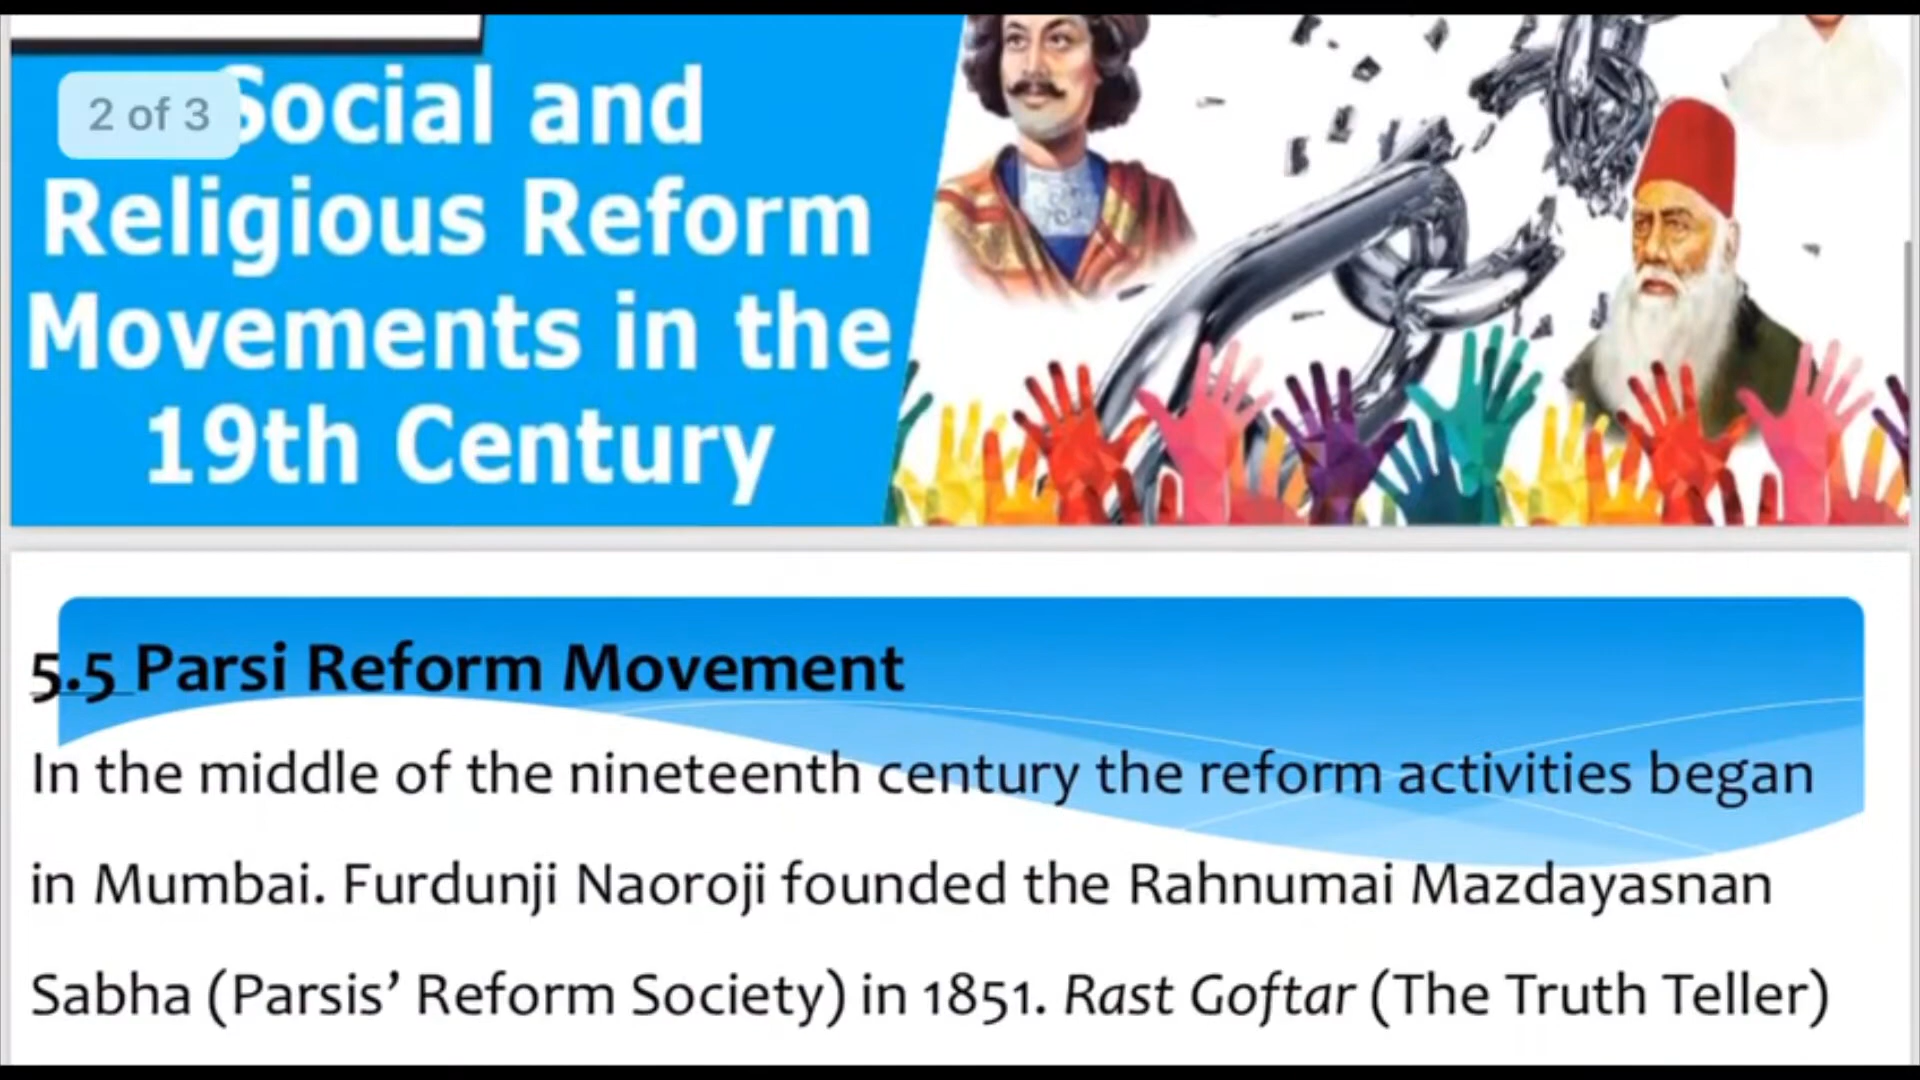 2 of 3
Social and
Religious Reform
Movements in the
19th Century
5.5 Parsi Reform Movement
In the middle of the nineteenth century the reform activities began
in Mumbai. Furdunji Naoroji founded the Rahnumai Mazdayasnan
Sabha (Parsis’ Reform Society) in 1851. Rast Goftar (The Truth Teller)